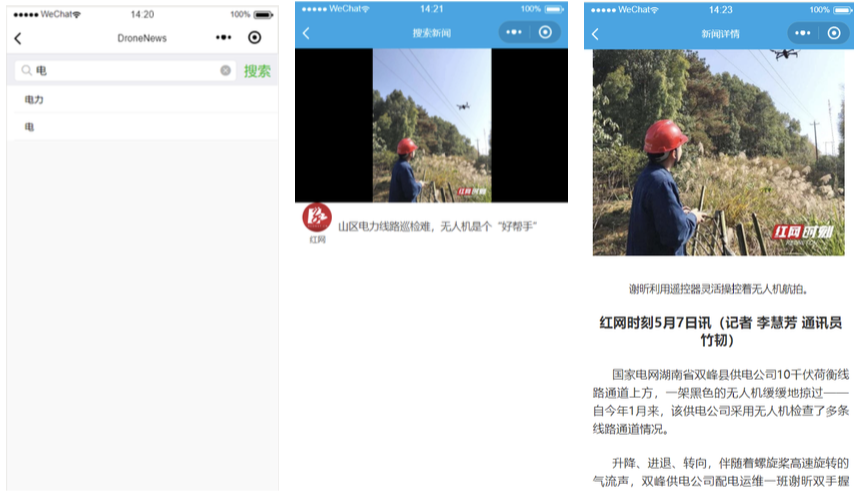 WeChat 14:20 100%
DroneNews
电 搜索
电力
电
WeChat 14:21 100%
搜索新闻
红网时刻
红网
山区电力线路巡检难，无人机是个“好帮手”
WeChat 14:23 100%
新闻详情
红网时刻
谢昕利用遥控器灵活操控着无人机航拍。
红网时刻5月7日讯（记者 李慧芳 通讯员
竹韧）
国家电网湖南省双峰县供电公司10千伏荷衡线
路通道上方，一架黑色的无人机缓缓地掠过——
自今年1月来，该供电公司采用无人机检查了多条
线路通道情况。
升降、进退、转向，伴随着螺旋桨高速旋转的
气流声，双峰供电公司配电运维一班谢昕双手握